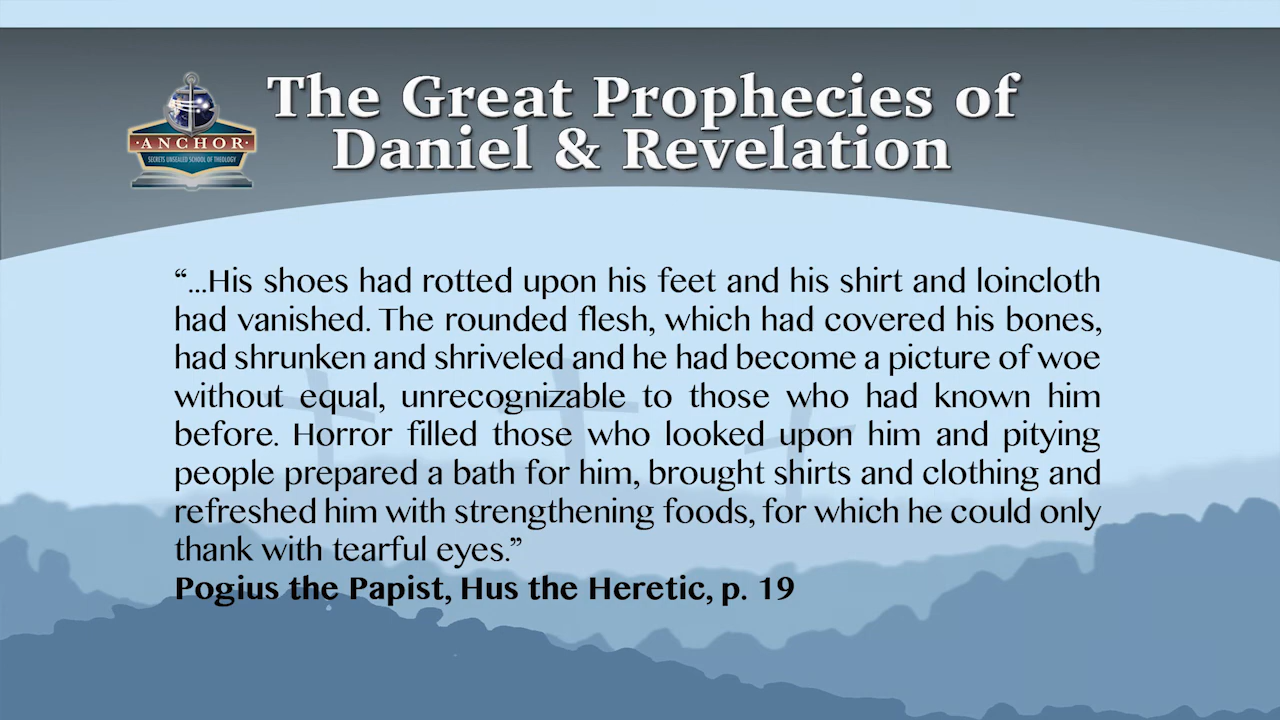 The Great Prophecies of
Daniel & Revelation
·ANCHOR·
SECRETS UNSEALED SCHOOL OF THEOLOGY
“...His shoes had rotted upon his feet and his shirt and loincloth
had vanished. The rounded flesh, which had covered his bones,
had shrunken and shriveled and he had become a picture of woe
without equal, unrecognizable to those who had known him
before. Horror filled those who looked upon him and pitying
people prepared a bath for him, brought shirts and clothing and
refreshed him with strengthening foods, for which he could only
thank with tearful eyes.”
Pogius the Papist, Hus the Heretic, p. 19